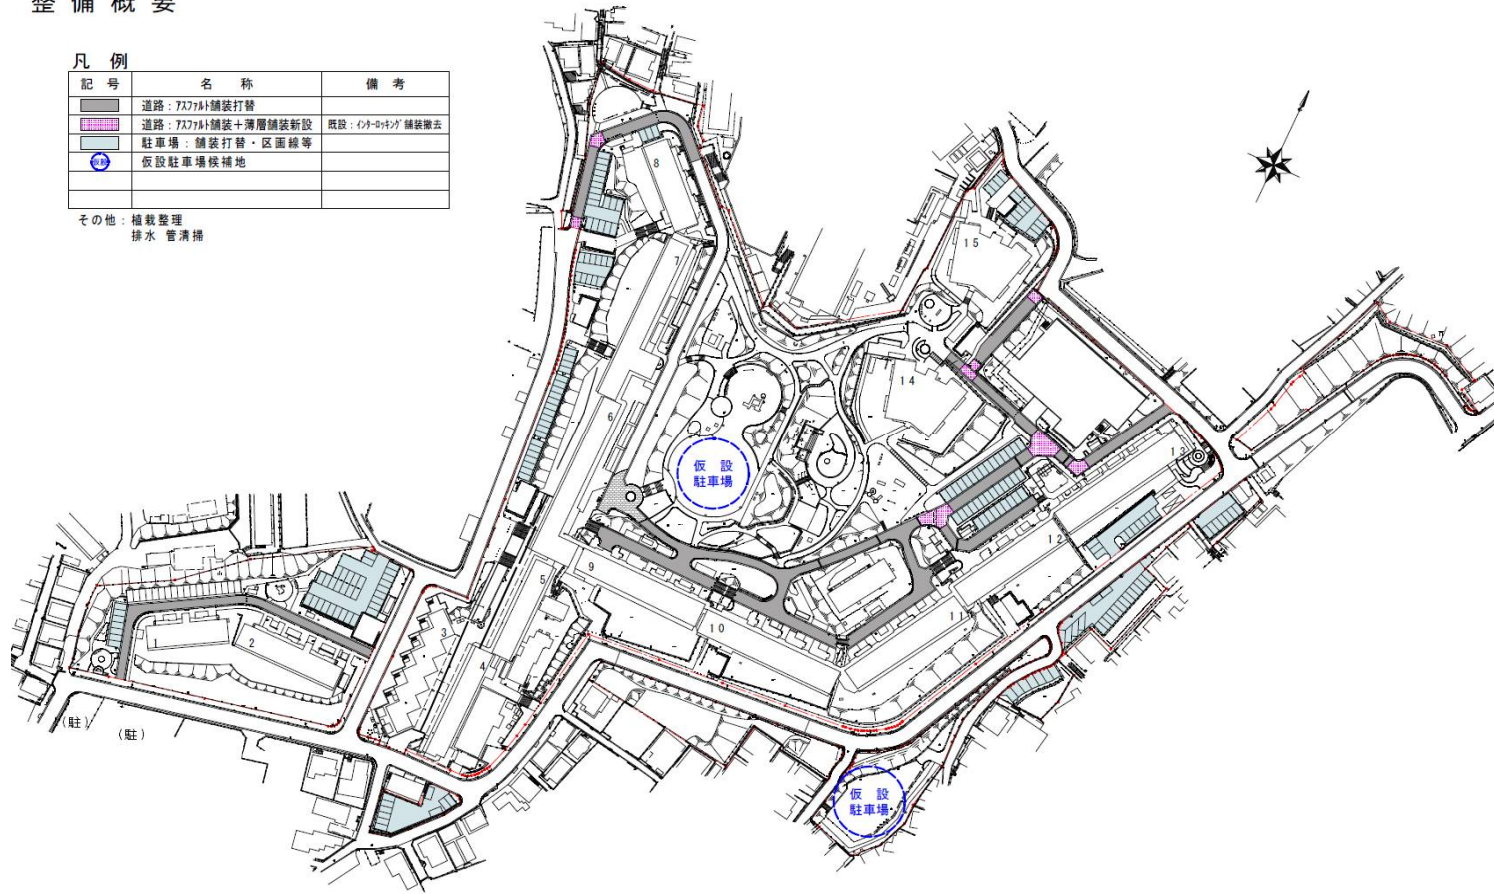 整備概要
凡 例
記 号 名 称 備 考
道路：ｱｽﾌｧﾙﾄ舗装打替
道路：ｱｽﾌｧﾙﾄ舗装＋薄層舗装新設 既設：ｲﾝﾀｰﾛｯｷﾝｸﾞ舗装撤去
駐車場：舗装打替・区画線等
仮設 仮設駐車場候補地
その他：植栽整理
排水 管清掃
8
15
7
14
6
仮 設
駐車場
13
12
5
9
11
10
3
1
2
4
(駐)
(駐)
仮 設
駐車場